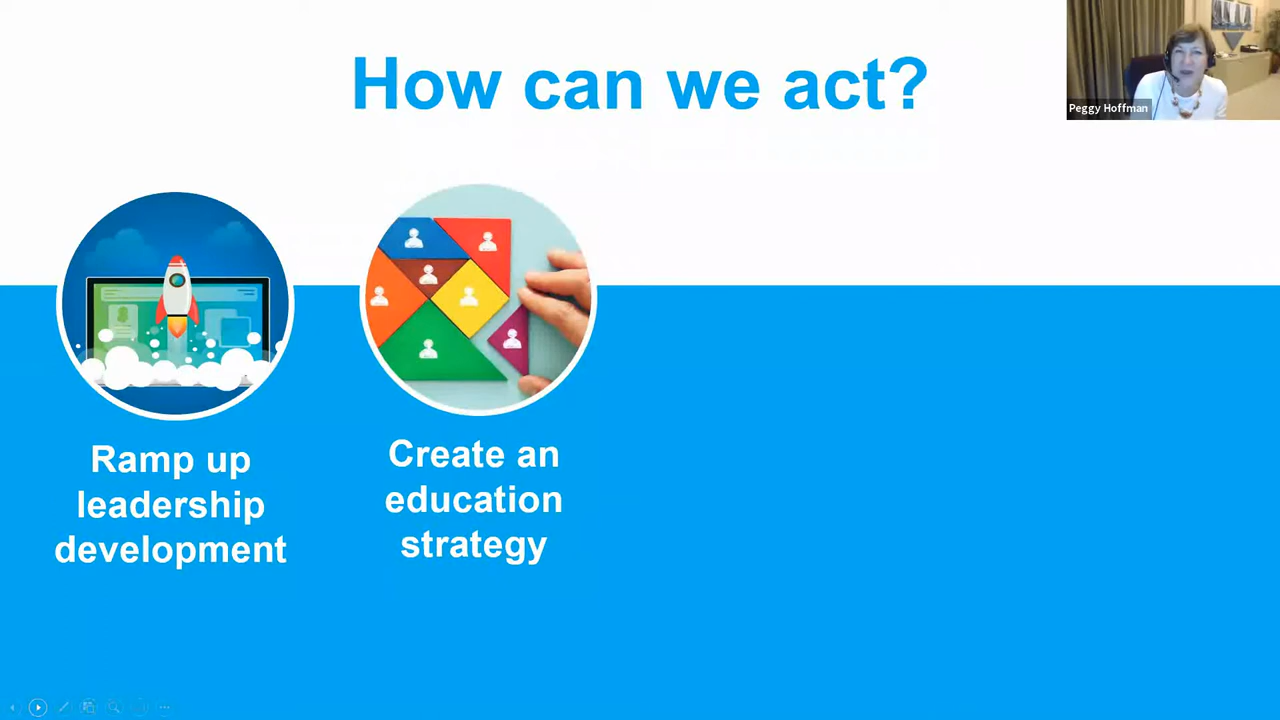 How can we act?
Peggy Hoffman
Ramp up
leadership
development
Create an
education
strategy